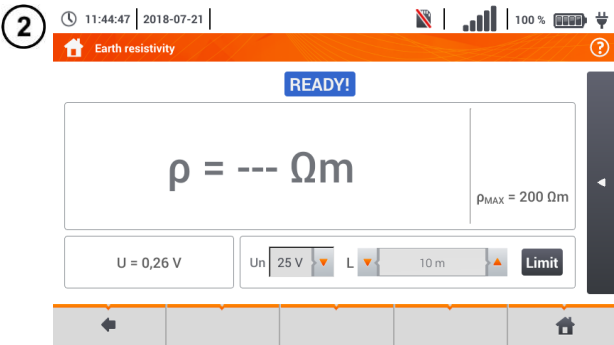 2
11:44:47 2018-07-21 100 %
Earth resistivity ?
READY!
ρ = --- Ωm
ρMAX = 200 Ωm
U = 0,26 V
Un 25 V L 10 m Limit